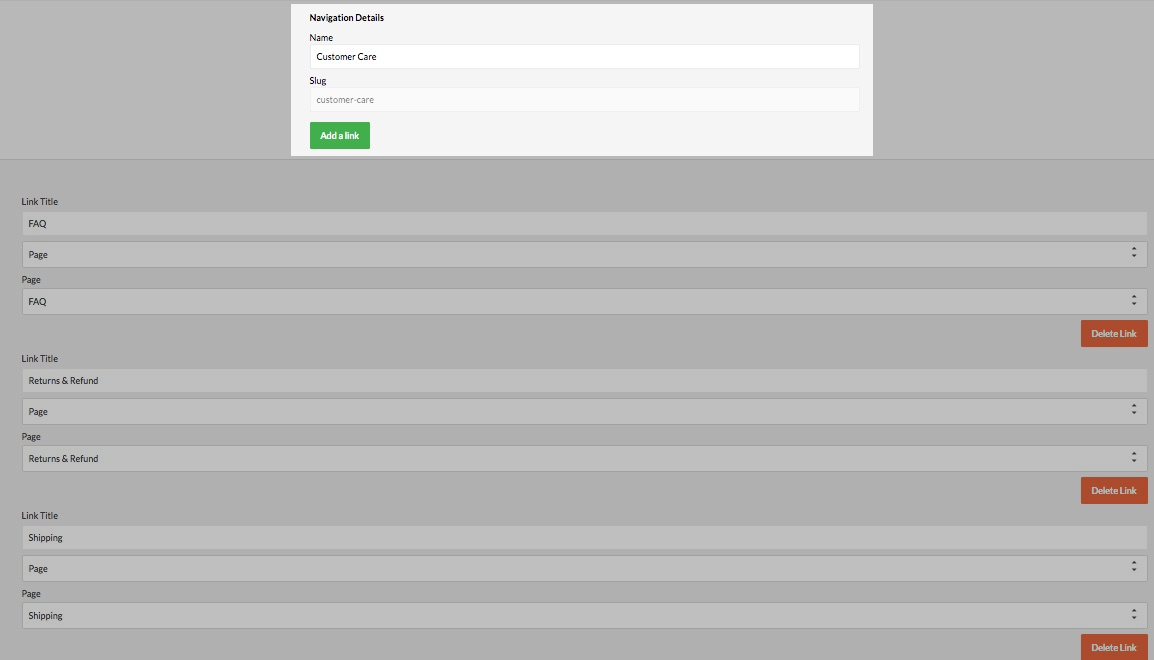 Navigation Details
Name
Customer Care
Slug
customer-care
Add a link
Link Title
FAQ
Page
Page
FAQ
Delete Link
Link Title
Returns & Refund
Page
Page
Returns & Refund
Delete Link
Link Title
Shipping
Page
Page
Shipping
Delete Link